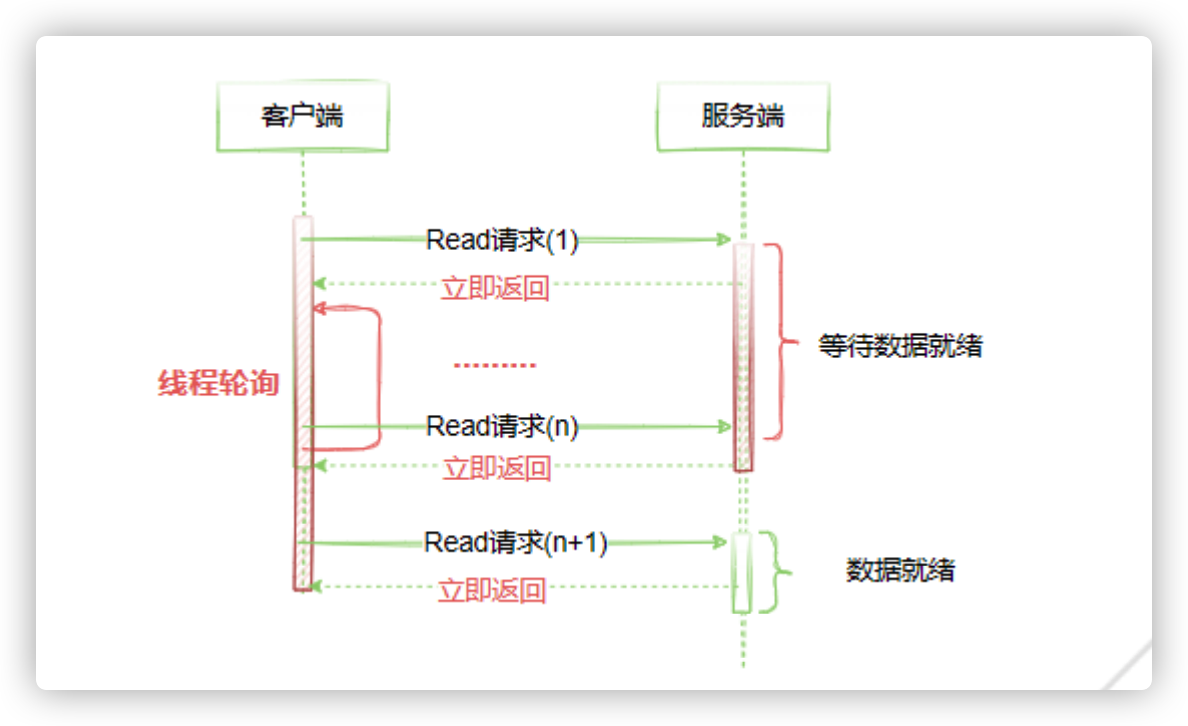 客户端
服务端
Read请求(1)
立即返回
等待数据就绪
线程轮询
Read请求(n)
立即返回
Read请求(n+1)
立即返回
数据就绪